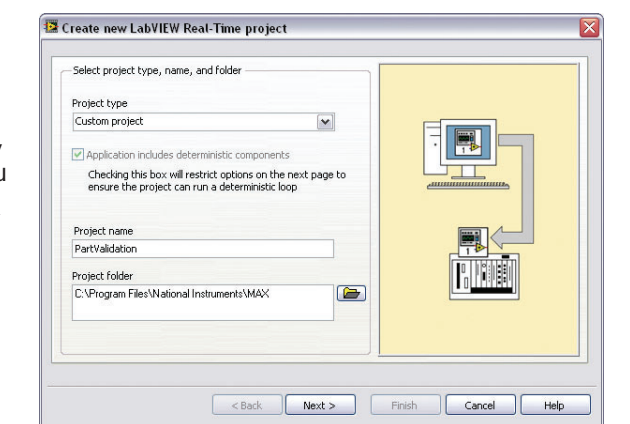 Create new LabVIEW Real-Time project
Select project type, name, and folder
Project type
Custom project
Application includes deterministic components
Checking this box will restrict options on the next page to
ensure the project can run a deterministic loop
Project name
PartValidation
Project folder
C:\Program Files\National Instruments\MAX
< Back
Next >
Finish
Cancel
Help